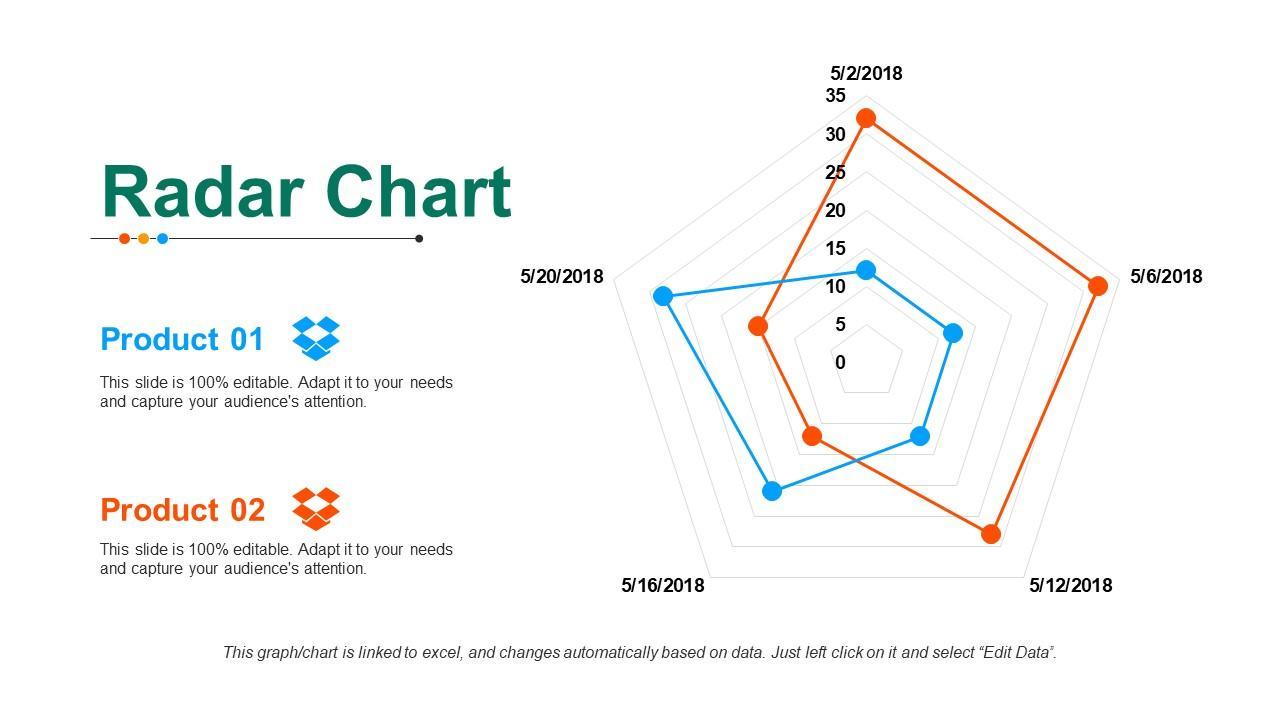 Radar Chart
Product 01
This slide is 100% editable. Adapt it to your needs
and capture your audience's attention.
Product 02
This slide is 100% editable. Adapt it to your needs
and capture your audience's attention.
5/2/2018
35
30
25
20
15
10
5
0
5/20/2018
5/6/2018
5/16/2018
5/12/2018
This graph/chart is linked to excel, and changes automatically based on data. Just left click on it and select “Edit Data”.